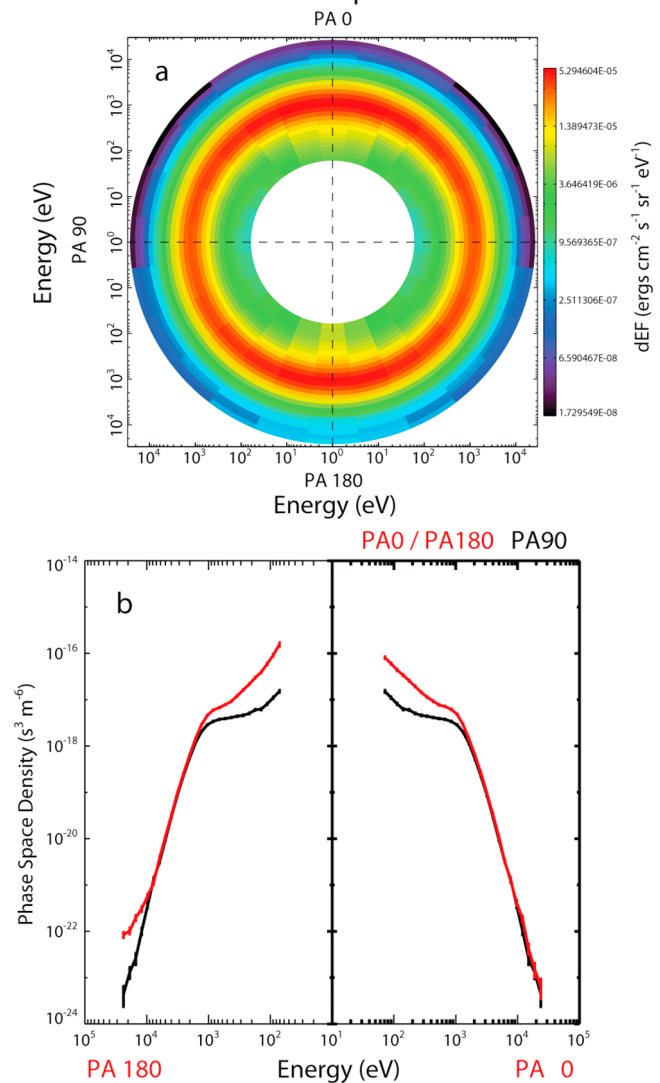 PA 0
a
10⁴
10³
10²
10¹
10⁰
10¹
10²
10³
10⁴
Energy (eV)
PA 90
10⁴ 10³ 10² 10¹ 10⁰ 10¹ 10² 10³ 10⁴
PA 180
Energy (eV)
5.294604E-05
1.389473E-05
3.646419E-06
9.569365E-07
2.511306E-07
6.590467E-08
1.729549E-08
dEF (ergs cm⁻² s⁻¹ sr⁻¹ eV⁻¹)
PA0 / PA180 PA90
b
10⁻¹⁴
10⁻¹⁶
10⁻¹⁸
10⁻²⁰
10⁻²²
10⁻²⁴
Phase Space Density (s³ m⁻⁶)
10⁵ 10⁴ 10³ 10² 10¹ 10² 10³ 10⁴ 10⁵
PA 180 Energy (eV) PA 0